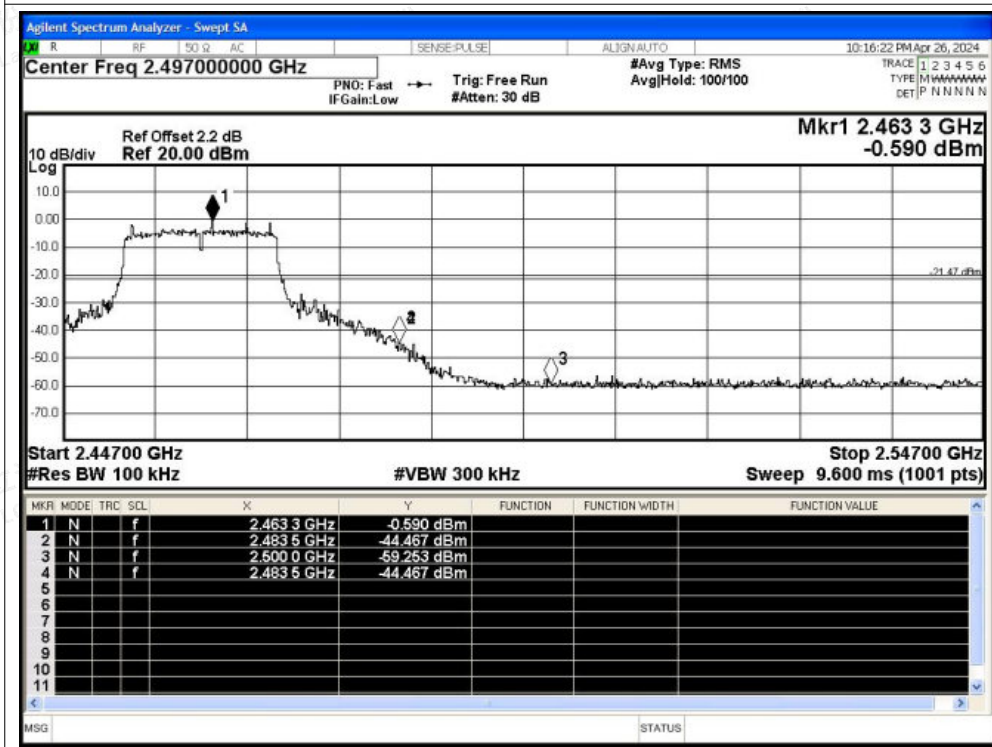 Agilent Spectrum Analyzer - Swept SA
R RF 50 Ω AC SENSE:PULSE ALIGNAUTO 10:16:22 PM Apr 26, 2024
Center Freq 2.497000000 GHz
PNO: Fast
IFGain:Low
Trig: Free Run
#Atten: 30 dB
#Avg Type: RMS
Avg|Hold: 100/100
TRACE 1 2 3 4 5 6
TYPE M
DET P N N N N N
Mkr1 2.463 3 GHz
-0.590 dBm
Ref Offset 2.2 dB
10 dB/div Ref 20.00 dBm
Log
10.0
0.00
-10.0
-20.0
-30.0
-40.0
-50.0
-60.0
-70.0
1
2
3
-21.47 dBm
Start 2.44700 GHz Stop 2.54700 GHz
#Res BW 100 kHz #VBW 300 kHz Sweep 9.600 ms (1001 pts)
MKR MODE TRC SCL X Y FUNCTION FUNCTION WIDTH FUNCTION VALUE
1 N f 2.463 3 GHz -0.590 dBm
2 N f 2.483 5 GHz -44.467 dBm
3 N f 2.500 0 GHz -59.253 dBm
4 N f 2.483 5 GHz -44.467 dBm
5
6
7
8
9
10
11
MSG STATUS